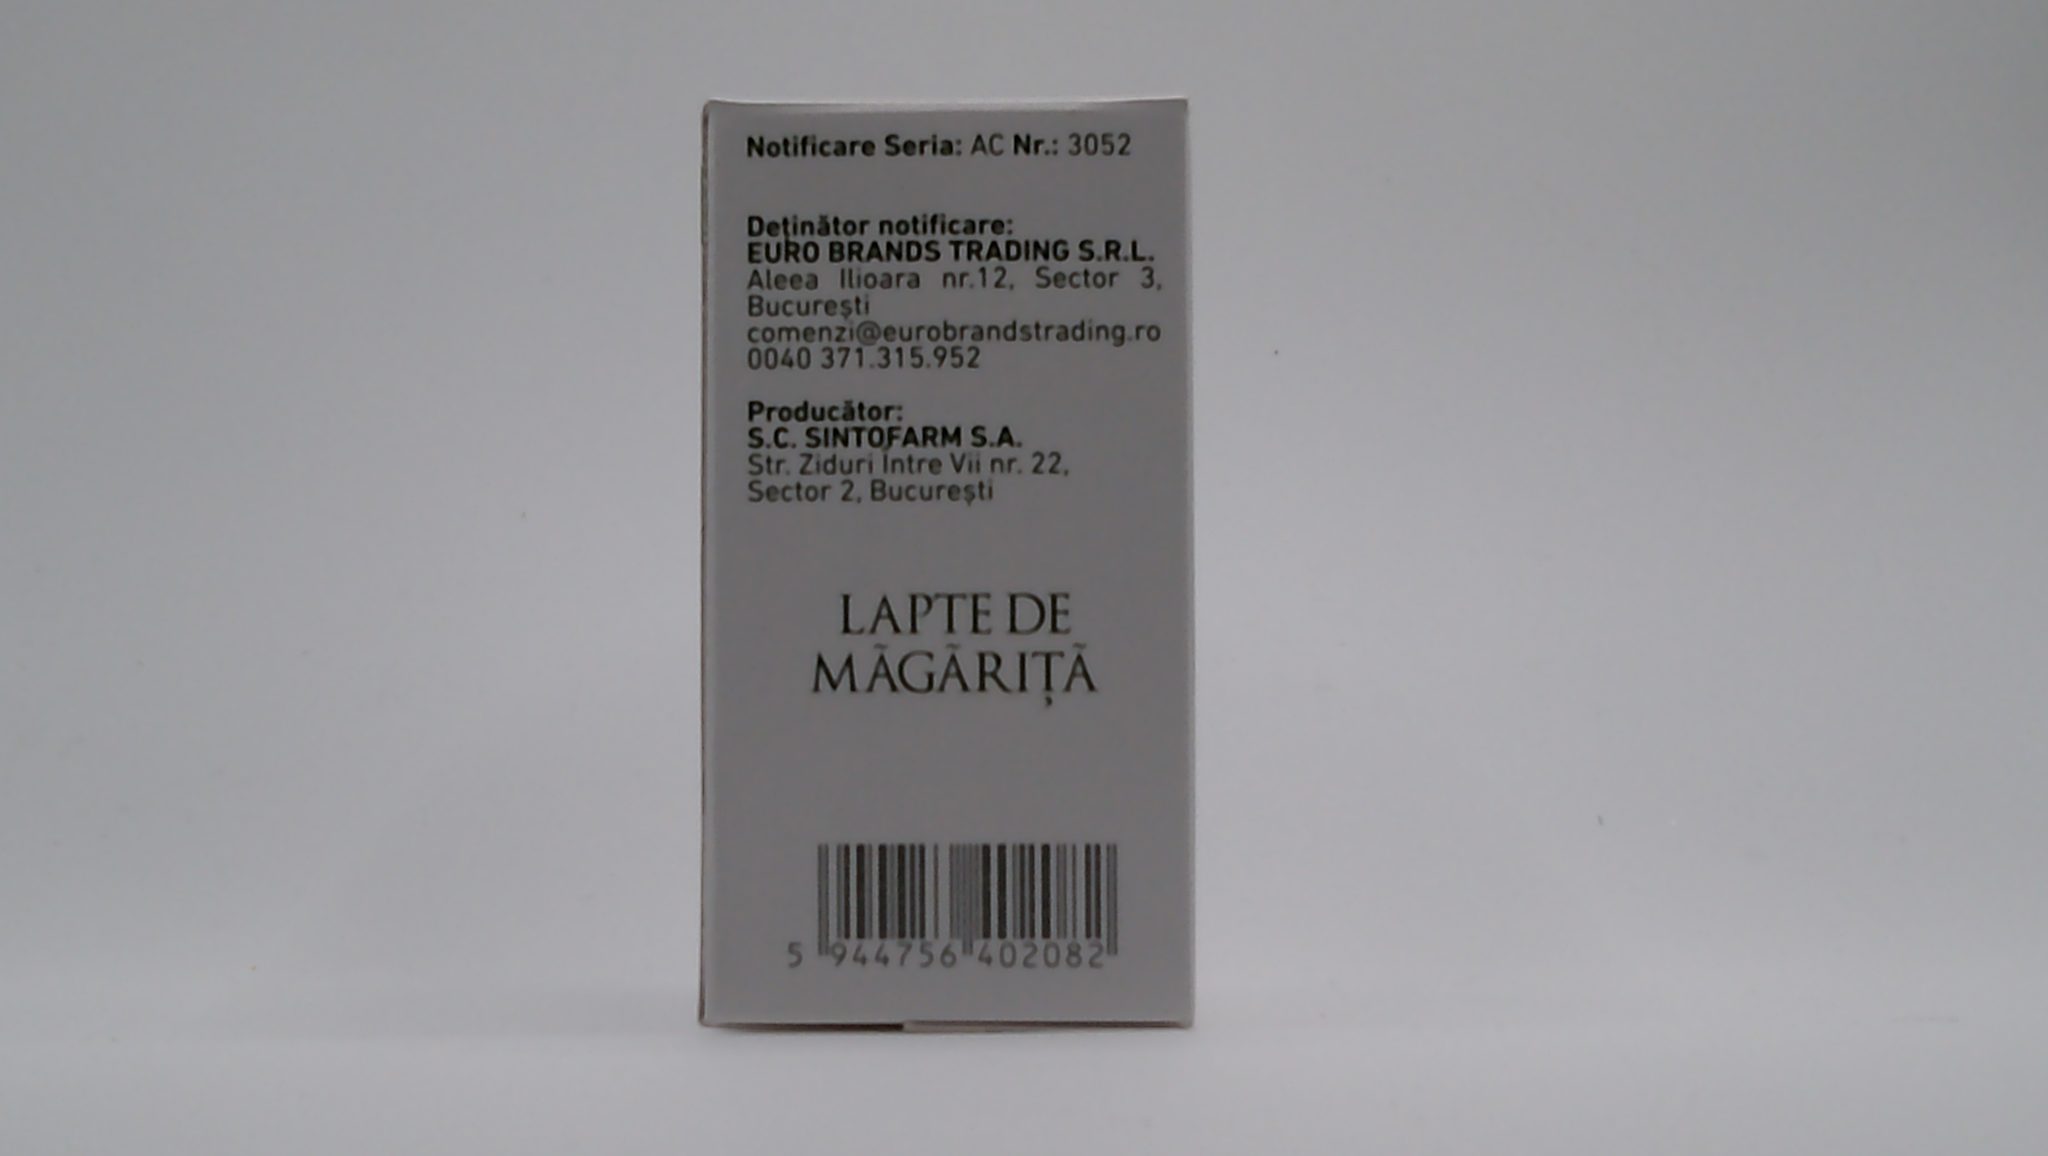 Notificare Seria: AC Nr.: 3052
Deținător notificare:
EURO BRANDS TRADING S.R.L.
Aleea Ilioara nr.12, Sector 3,
București
comenzi@eurobrandstrading.ro
0040 371.315.952
Producător:
S.C. SINTOFARM S.A.
Str. Ziduri Între Vii nr. 22,
Sector 2, București
LAPTE DE
MÃGÃRIȚÃ
5 944756 402082